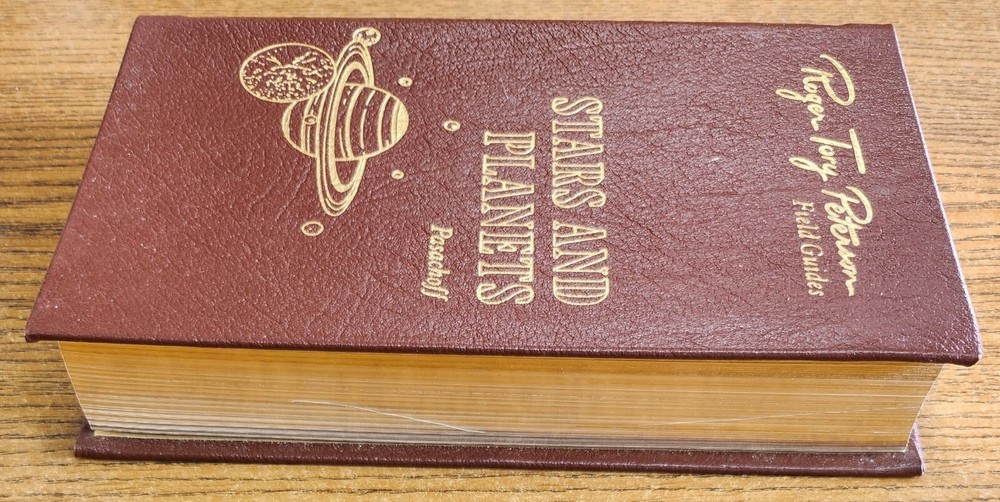 Roger Tory Peterson
Field Guides
STARS AND
PLANETS
Pasachoff